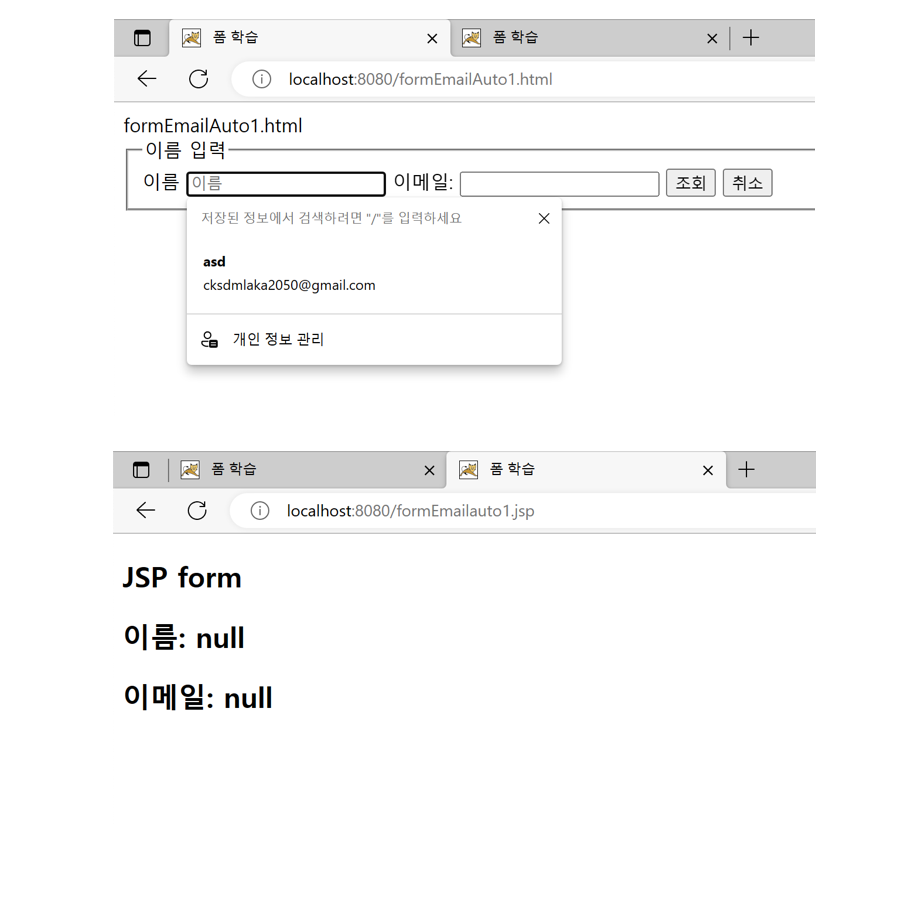 폼 학습
폼 학습
localhost:8080/formEmailAuto1.html
formEmailAuto1.html
이름 입력
이름 이름 이메일: 조회 취소
저장된 정보에서 검색하려면 "/"를 입력하세요
asd
cksdmlaka2050@gmail.com
개인 정보 관리
폼 학습
폼 학습
localhost:8080/formEmailauto1.jsp
JSP form
이름: null
이메일: null